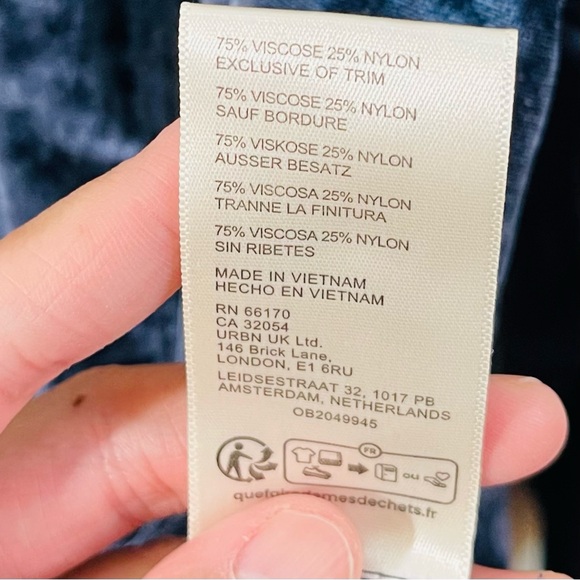 75% VISCOSE 25% NYLON
EXCLUSIVE OF TRIM
75% VISCOSE 25% NYLON
SAUF BORDURE
75% VISKOSE 25% NYLON
AUSSER BESATZ
75% VISCOSA 25% NYLON
TRANNE LA FINITURA
75% VISCOSA 25% NYLON
SIN RIBETES
MADE IN VIETNAM
HECHO EN VIETNAM
RN 66170
CA 32054
URBN UK Ltd.
146 Brick Lane,
LONDON, E1 6RU
LEIDSESTRAAT 32, 1017 PB
AMSTERDAM, NETHERLANDS
OB2049945
FR
ou